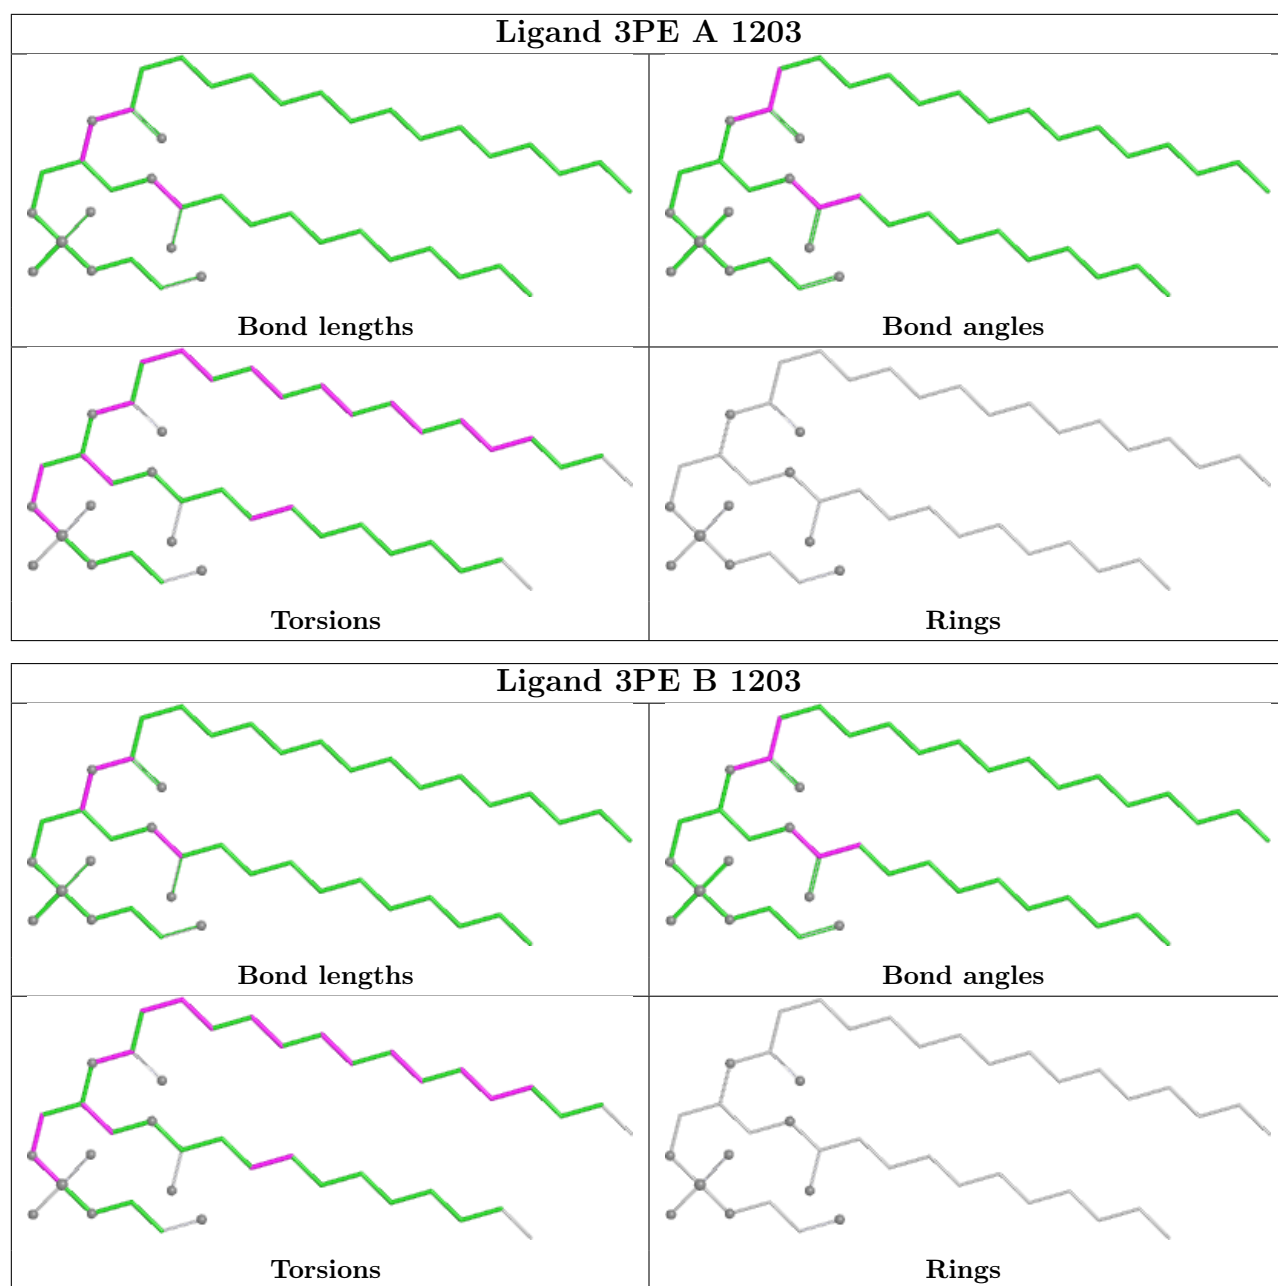 Ligand 3PE A 1203
Bond lengths
Bond angles
Torsions
Rings
Ligand 3PE B 1203
Bond lengths
Bond angles
Torsions
Rings